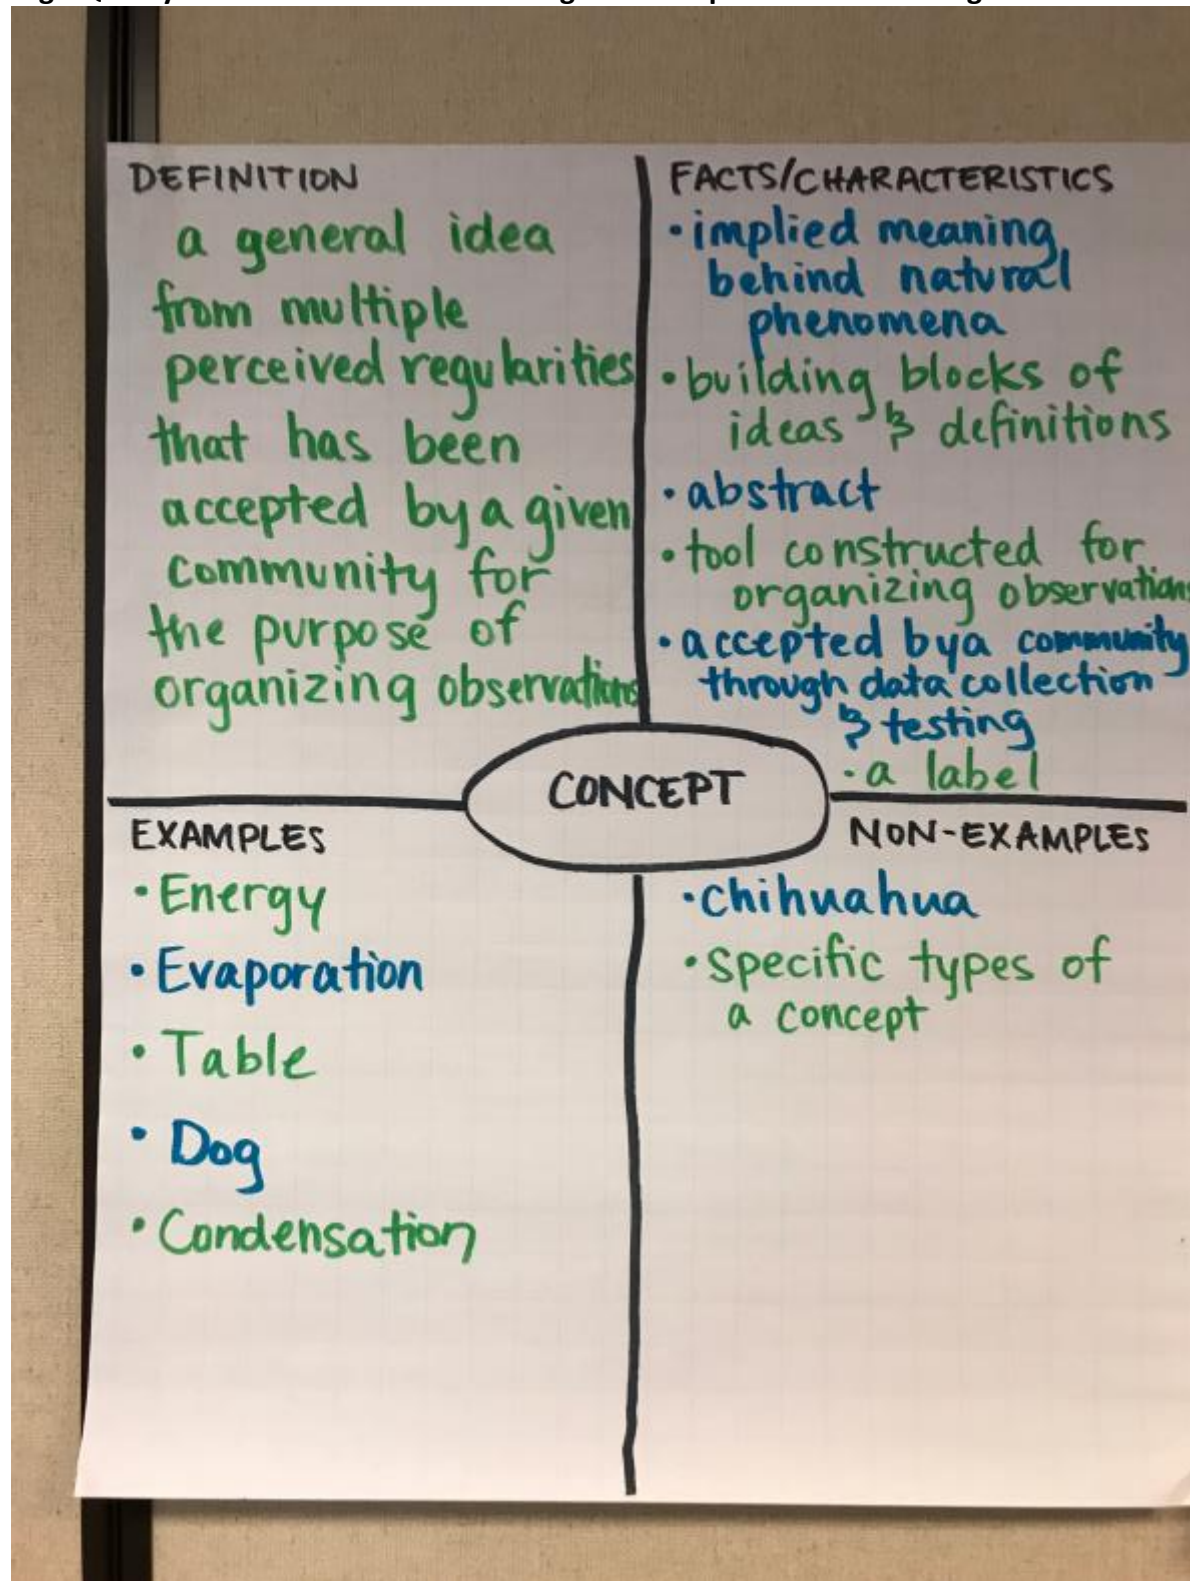 DEFINITION
a general idea
from multiple
perceived regularities
that has been
accepted by a given
community for
the purpose of
organizing observations
FACTS/CHARACTERISTICS
• implied meaning
behind natural
phenomena
• building blocks of
ideas & definitions
• abstract
• tool constructed for
organizing observations
• accepted by a community
through data collection
& testing
• a label
CONCEPT
EXAMPLES
• Energy
• Evaporation
• Table
• Dog
• Condensation
NON-EXAMPLES
• Chihuahua
• Specific types of
a concept